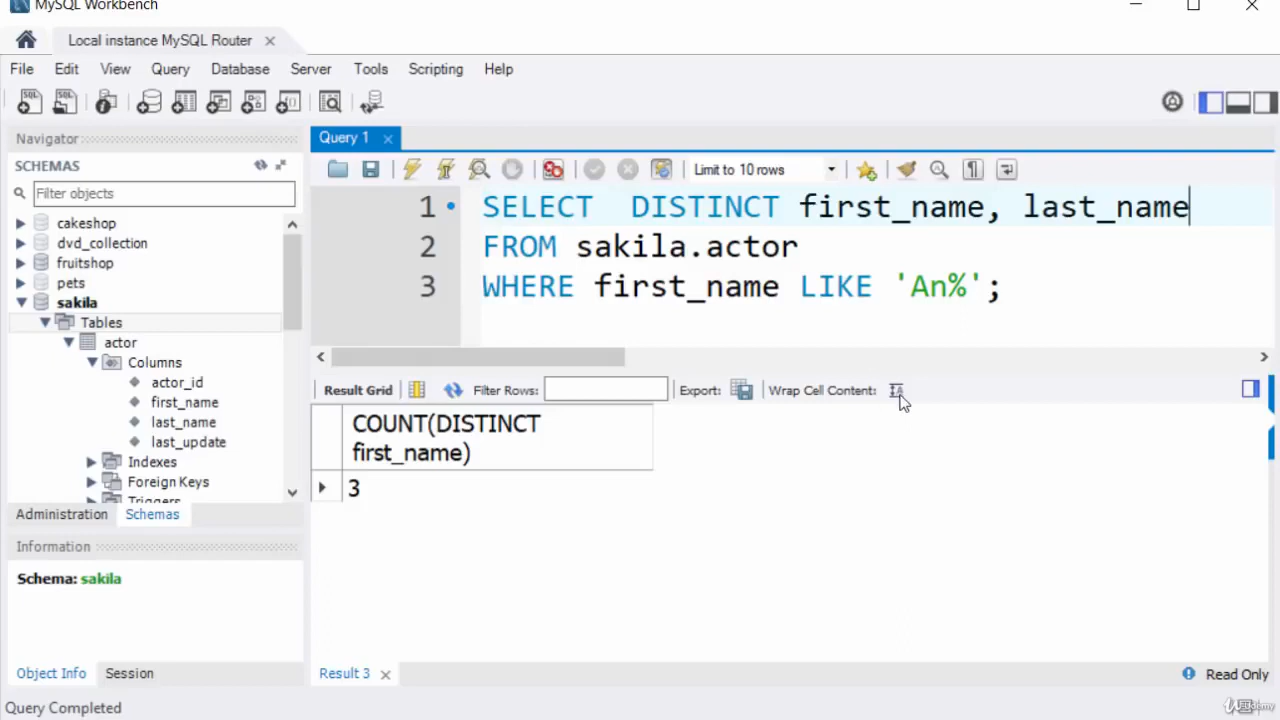 MySQL Workbench
Local instance MySQL Router
File Edit View Query Database Server Tools Scripting Help
Navigator
SCHEMAS
Filter objects
cakeshop
dvd_collection
fruitshop
pets
sakila
Tables
actor
Columns
actor_id
first_name
last_name
last_update
Indexes
Foreign Keys
Triggers
Administration Schemas
Information
Schema: sakila
Object Info Session
Query Completed
Query 1
Limit to 10 rows
1 SELECT  DISTINCT first_name, last_name
2 FROM sakila.actor
3 WHERE first_name LIKE 'An%';
Result Grid Filter Rows: Export: Wrap Cell Content:
COUNT(DISTINCT
first_name)
3
Result 3
Read Only
Udemy